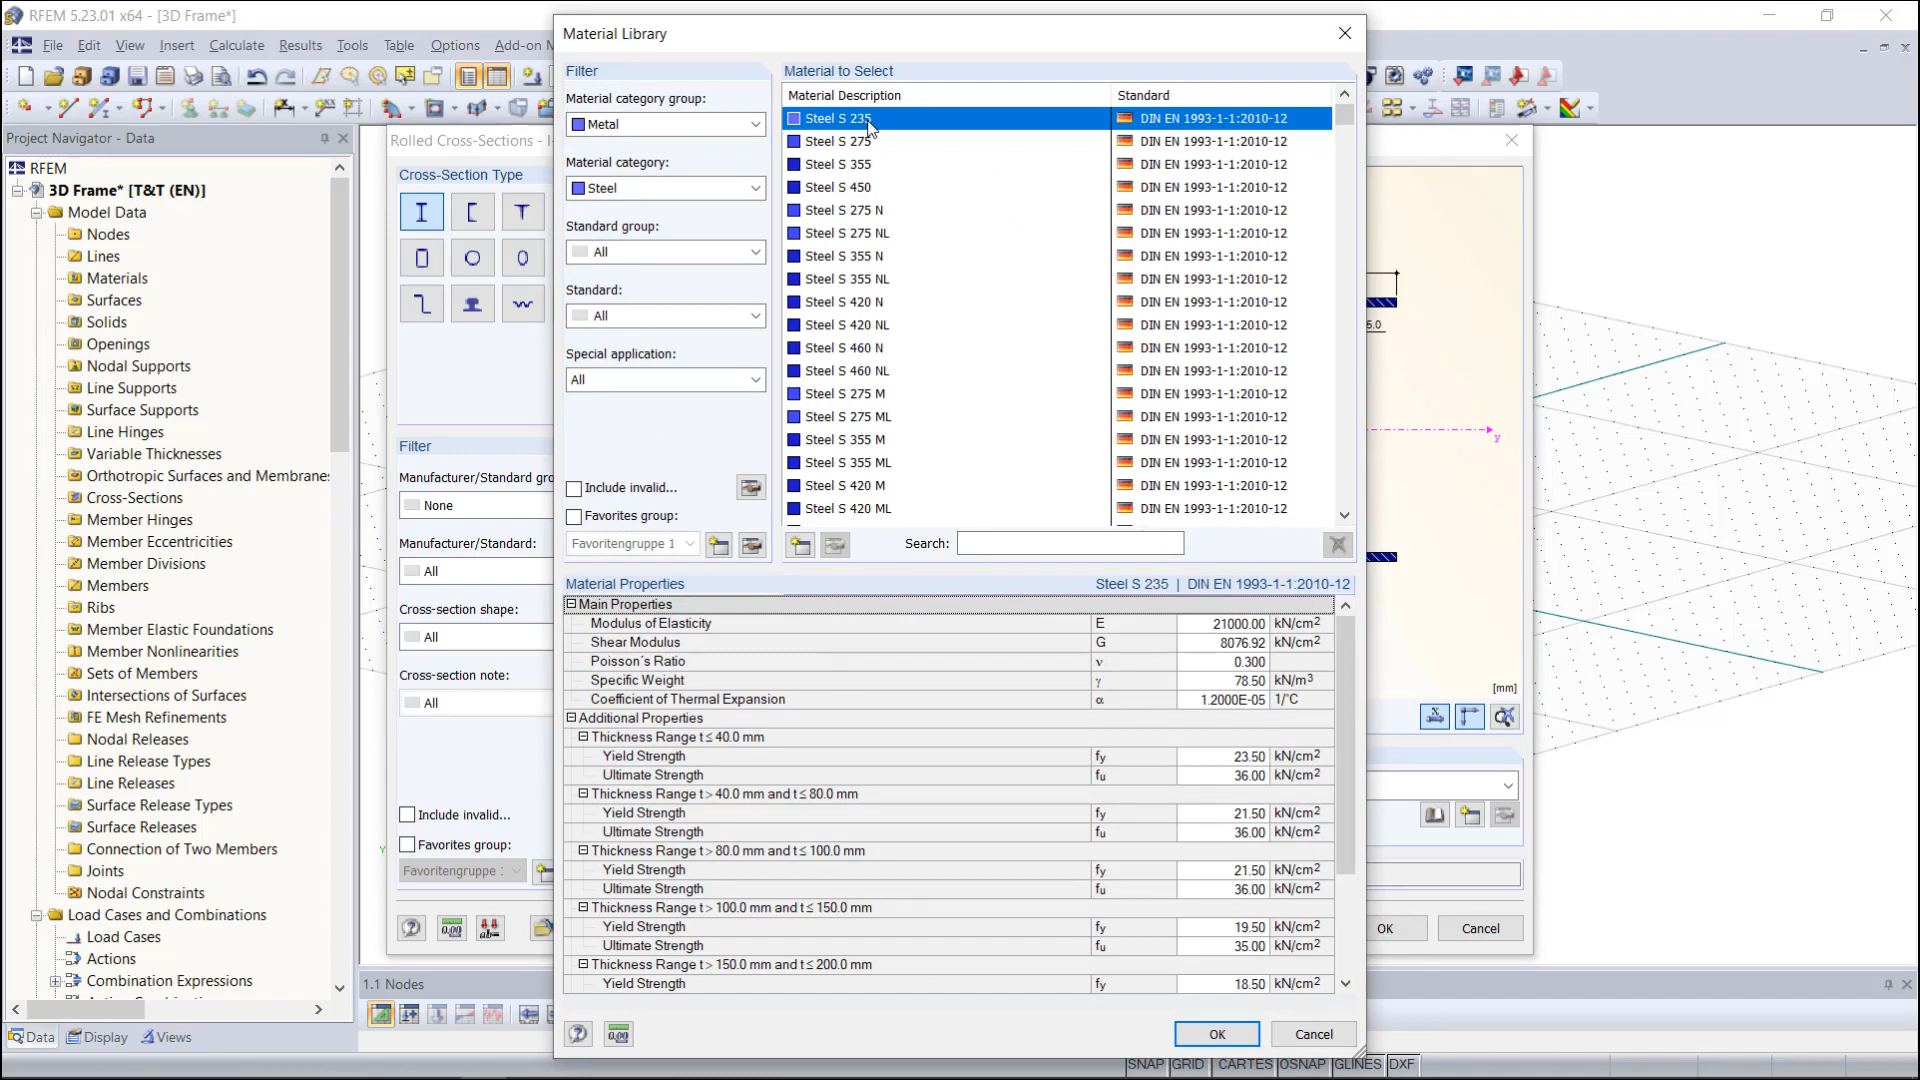 RFEM 5.23.01 x64 - [3D Frame*]
File Edit View Insert Calculate Results Tools Table Options Add-on M
Project Navigator - Data
RFEM
3D Frame* [T&T (EN)]
Model Data
Nodes
Lines
Materials
Surfaces
Solids
Openings
Nodal Supports
Line Supports
Surface Supports
Line Hinges
Variable Thicknesses
Orthotropic Surfaces and Membrane
Cross-Sections
Member Hinges
Member Eccentricities
Member Divisions
Members
Ribs
Member Elastic Foundations
Member Nonlinearities
Sets of Members
Intersections of Surfaces
FE Mesh Refinements
Nodal Releases
Line Release Types
Line Releases
Surface Release Types
Surface Releases
Connection of Two Members
Joints
Nodal Constraints
Load Cases and Combinations
Load Cases
Actions
Combination Expressions
Data Display Views
Rolled Cross-Sections - I-
Cross-Section Type
Filter
Manufacturer/Standard gro
None
Manufacturer/Standard:
All
Cross-section shape:
All
Cross-section note:
All
Include invalid...
Favorites group:
Favoritengruppe
1.1 Nodes
Material Library
Filter
Material category group:
Metal
Material category:
Steel
Standard group:
All
Standard:
All
Special application:
All
Include invalid...
Favorites group:
Favoritengruppe 1
Material to Select
Material Description Standard
Steel S 235 DIN EN 1993-1-1:2010-12
Steel S 275 DIN EN 1993-1-1:2010-12
Steel S 355 DIN EN 1993-1-1:2010-12
Steel S 450 DIN EN 1993-1-1:2010-12
Steel S 275 N DIN EN 1993-1-1:2010-12
Steel S 275 NL DIN EN 1993-1-1:2010-12
Steel S 355 N DIN EN 1993-1-1:2010-12
Steel S 355 NL DIN EN 1993-1-1:2010-12
Steel S 420 N DIN EN 1993-1-1:2010-12
Steel S 420 NL DIN EN 1993-1-1:2010-12
Steel S 460 N DIN EN 1993-1-1:2010-12
Steel S 460 NL DIN EN 1993-1-1:2010-12
Steel S 275 M DIN EN 1993-1-1:2010-12
Steel S 275 ML DIN EN 1993-1-1:2010-12
Steel S 355 M DIN EN 1993-1-1:2010-12
Steel S 355 ML DIN EN 1993-1-1:2010-12
Steel S 420 M DIN EN 1993-1-1:2010-12
Steel S 420 ML DIN EN 1993-1-1:2010-12
Search:
Material Properties Steel S 235 | DIN EN 1993-1-1:2010-12
Main Properties
Modulus of Elasticity E 21000.00 kN/cm2
Shear Modulus G 8076.92 kN/cm2
Poisson´s Ratio ν 0.300
Specific Weight γ 78.50 kN/m3
Coefficient of Thermal Expansion α 1.2000E-05 1/°C
Additional Properties
Thickness Range t ≤ 40.0 mm
Yield Strength fy 23.50 kN/cm2
Ultimate Strength fu 36.00 kN/cm2
Thickness Range t > 40.0 mm and t ≤ 80.0 mm
Yield Strength fy 21.50 kN/cm2
Ultimate Strength fu 36.00 kN/cm2
Thickness Range t > 80.0 mm and t ≤ 100.0 mm
Yield Strength fy 21.50 kN/cm2
Ultimate Strength fu 36.00 kN/cm2
Thickness Range t > 100.0 mm and t ≤ 150.0 mm
Yield Strength fy 19.50 kN/cm2
Ultimate Strength fu 35.00 kN/cm2
Thickness Range t > 150.0 mm and t ≤ 200.0 mm
Yield Strength fy 18.50 kN/cm2
OK Cancel
5.0
y
[mm]
OK Cancel
SNAP GRID CARTES OSNAP GLINES DXF